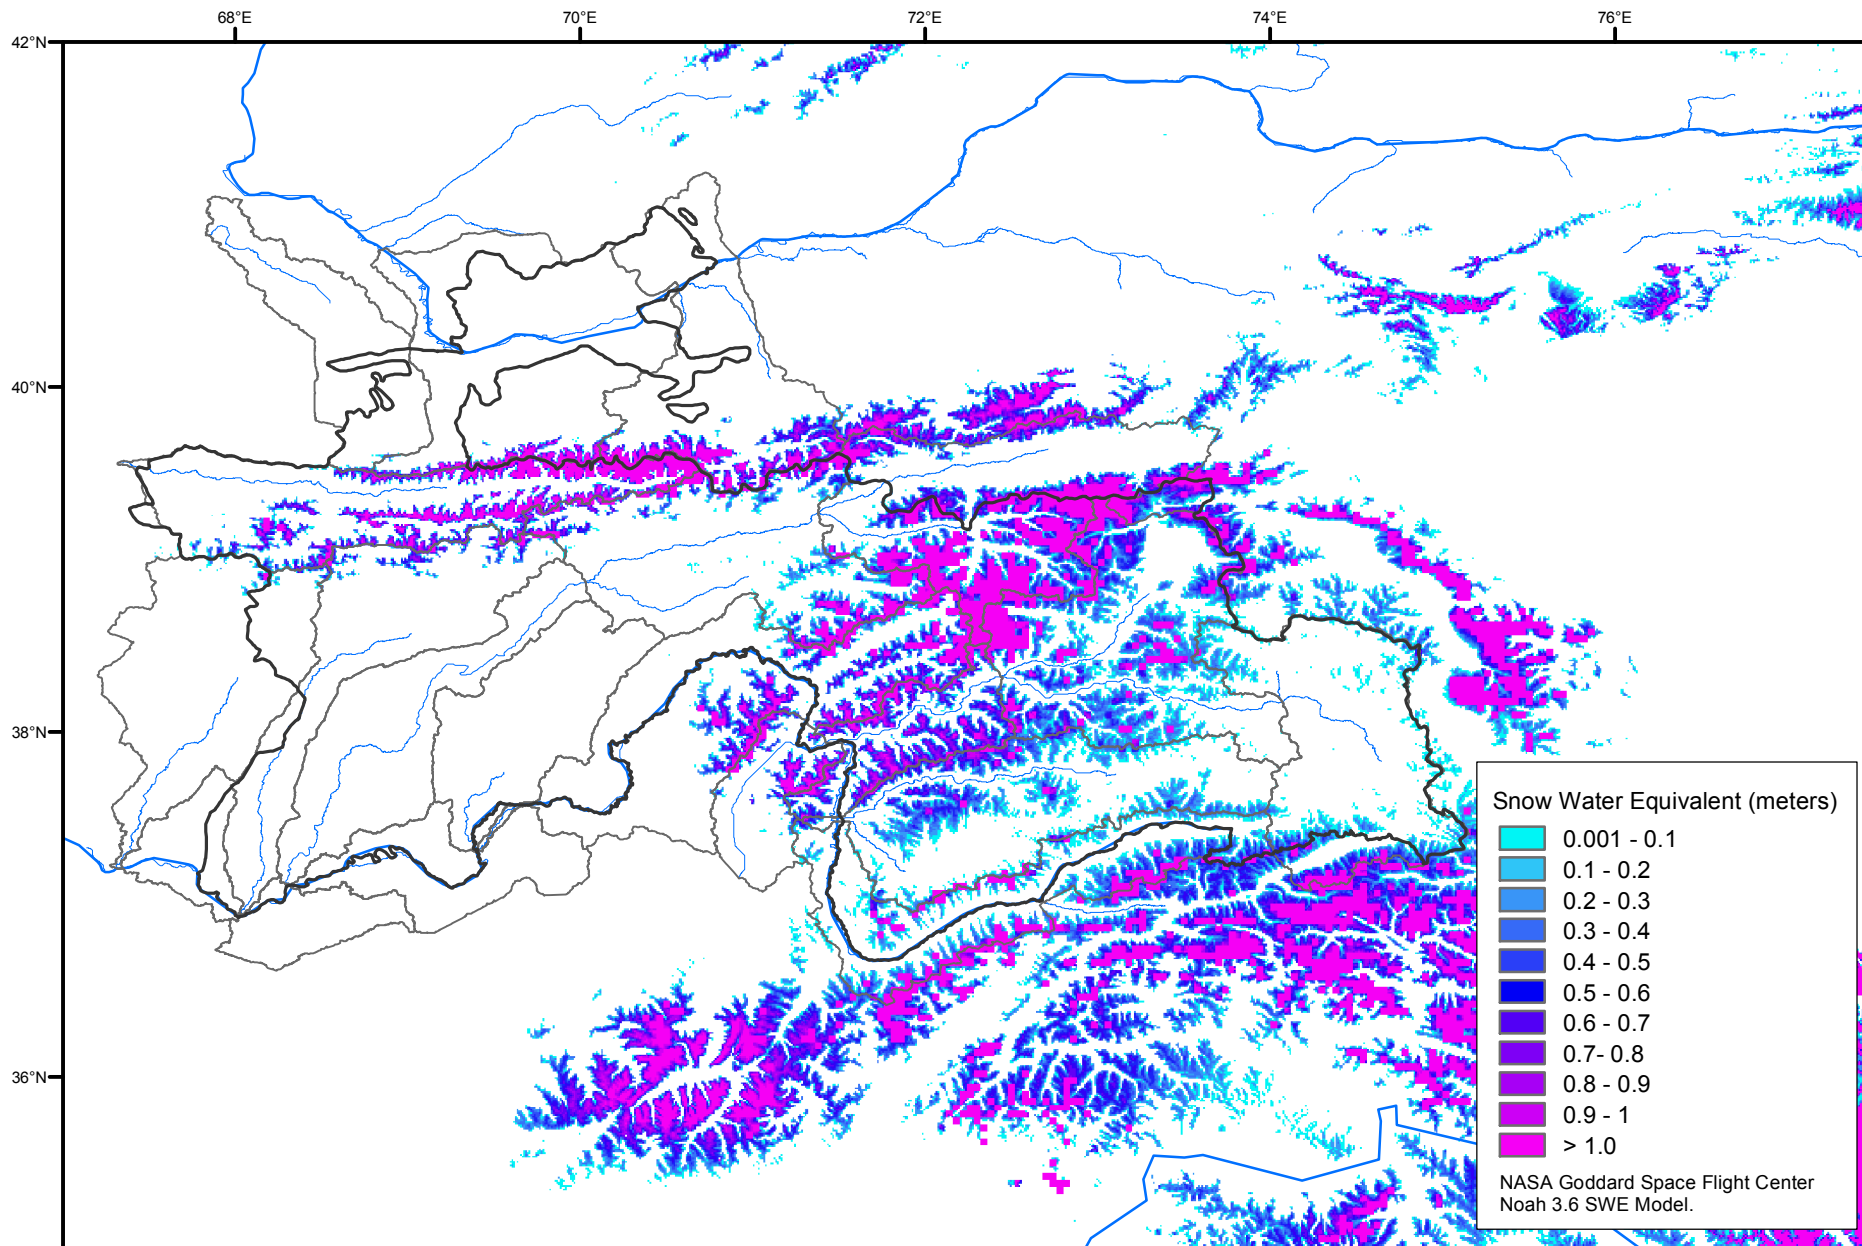 68°E
70°E
72°E
74°E
76°E
42°N
40°N
38°N
36°N
Snow Water Equivalent (meters)
0.001 - 0.1
0.1 - 0.2
0.2 - 0.3
0.3 - 0.4
0.4 - 0.5
0.5 - 0.6
0.6 - 0.7
0.7- 0.8
0.8 - 0.9
0.9 - 1
> 1.0
NASA Goddard Space Flight Center
Noah 3.6 SWE Model.